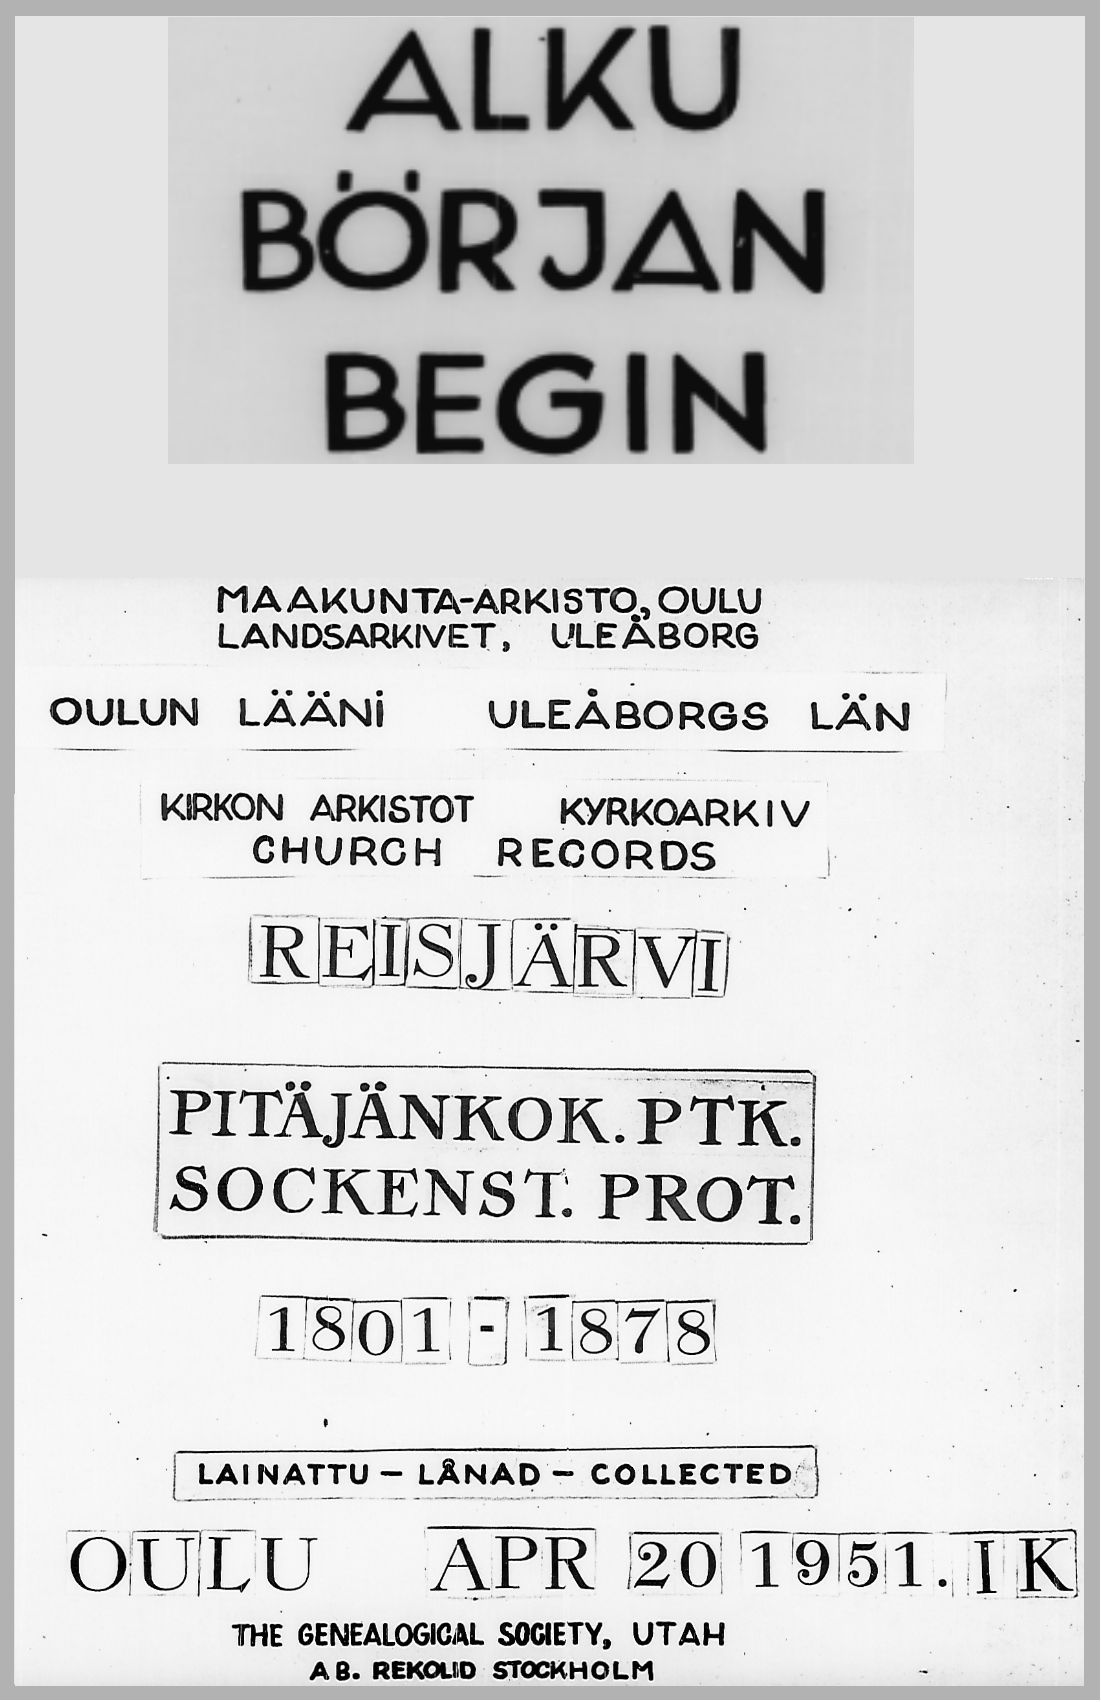 ALKU
BÖRJAN
BEGIN
MAAKUNTA-ARKISTO, OULU
LANDSARKIVET, ULEÅBORG
OULUN LÄÄNI ULEÅBORGS LÄN
KIRKON ARKISTOT KYRKOARKIV
CHURCH RECORDS
REISJÄRVI
PITÄJÄNKOK. PTK.
SOCKENST. PROT.
1801 - 1878
LAINATTU - LÅNAD - COLLECTED
OULU APR 20 1951. IK
THE GENEALOGICAL SOCIETY, UTAH
AB. REKOLID STOCKHOLM